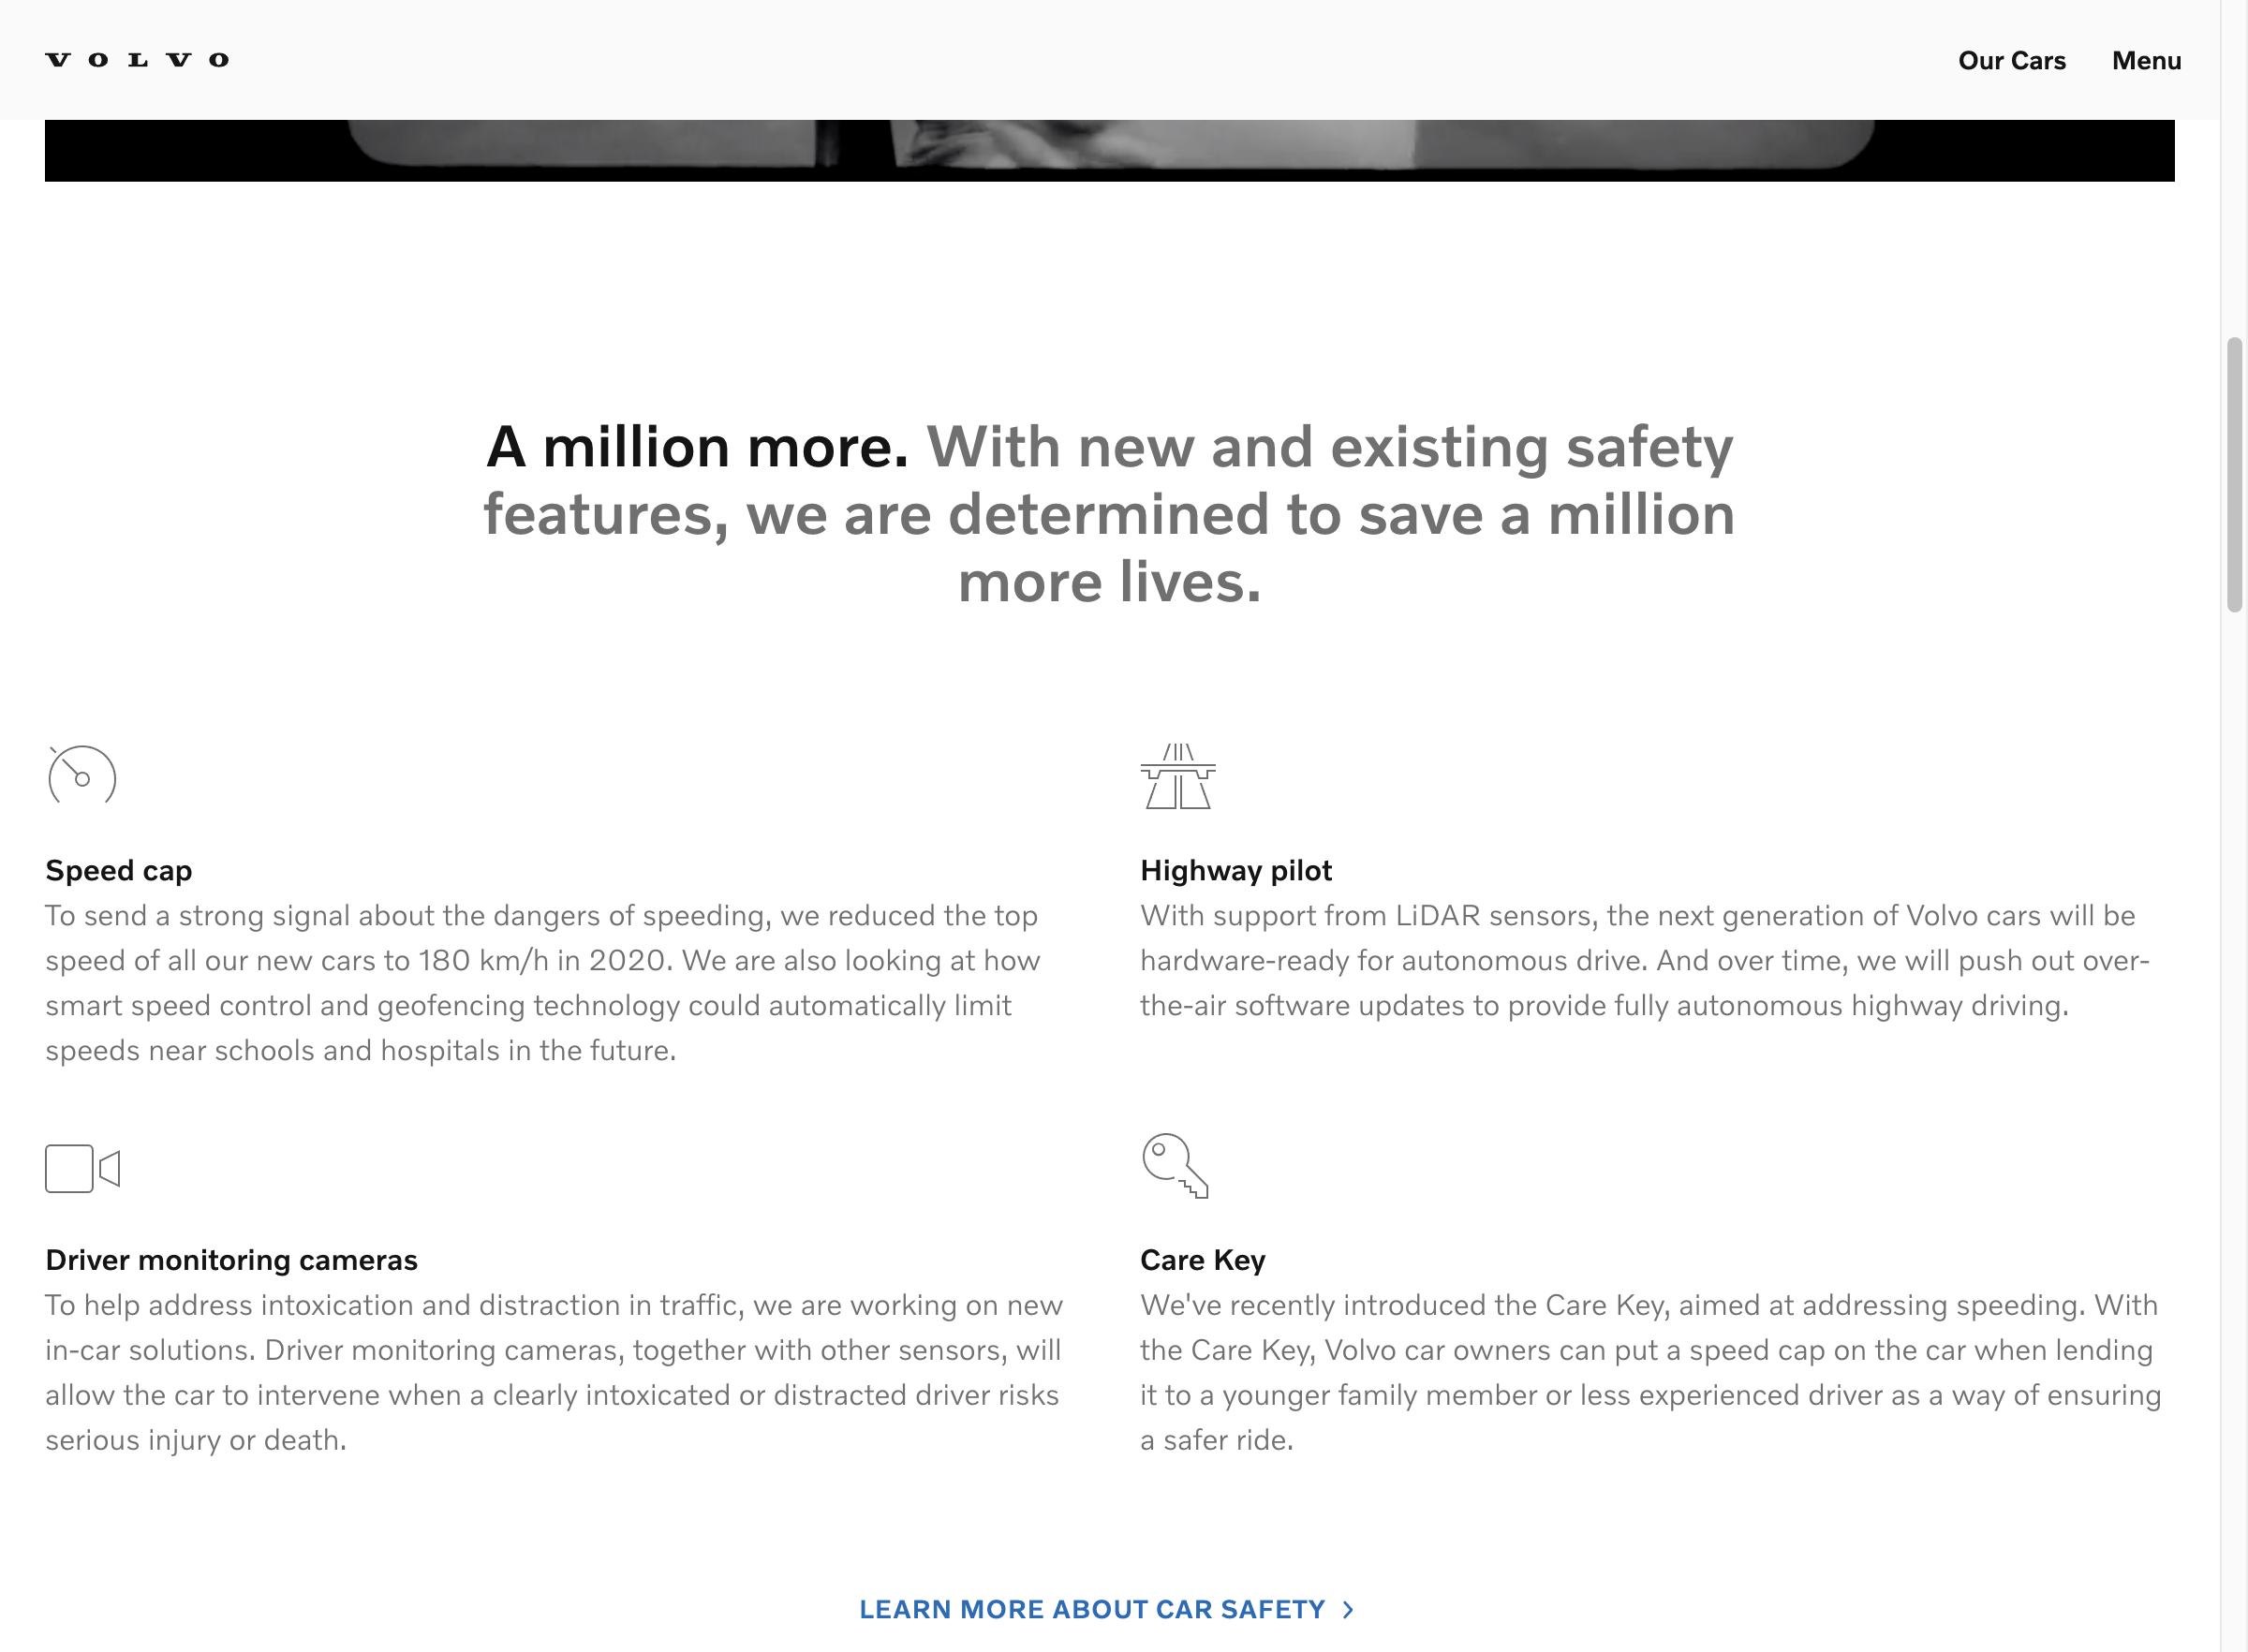 VOLVO
Our Cars
Menu
A million more. With new and existing safety
features, we are determined to save a million
more lives.
Speed cap
To send a strong signal about the dangers of speeding, we reduced the top
speed of all our new cars to 180 km/h in 2020. We are also looking at how
smart speed control and geofencing technology could automatically limit
speeds near schools and hospitals in the future.
Highway pilot
With support from LiDAR sensors, the next generation of Volvo cars will be
hardware-ready for autonomous drive. And over time, we will push out over-
the-air software updates to provide fully autonomous highway driving.
Driver monitoring cameras
To help address intoxication and distraction in traffic, we are working on new
in-car solutions. Driver monitoring cameras, together with other sensors, will
allow the car to intervene when a clearly intoxicated or distracted driver risks
serious injury or death.
Care Key
We've recently introduced the Care Key, aimed at addressing speeding. With
the Care Key, Volvo car owners can put a speed cap on the car when lending
it to a younger family member or less experienced driver as a way of ensuring
a safer ride.
LEARN MORE ABOUT CAR SAFETY